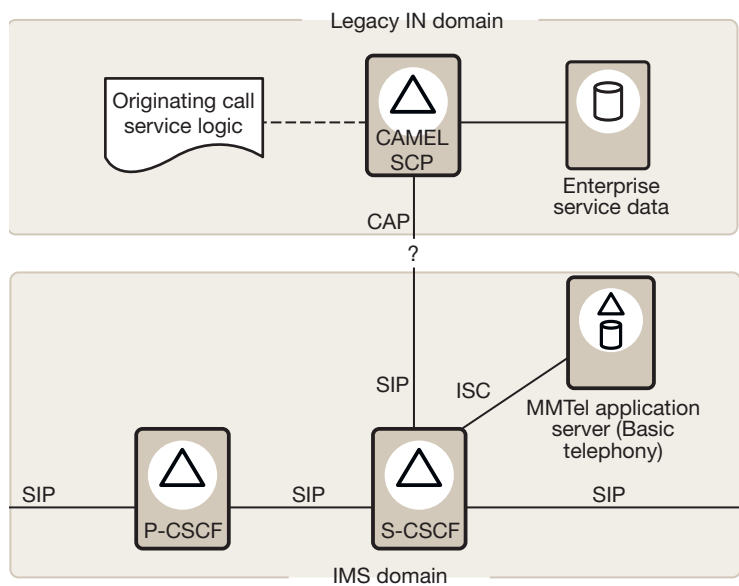 Legacy IN domain
Originating call
service logic
CAMEL
SCP
Enterprise
service data
CAP
?
SIP
ISC
MMTel application
server (Basic
telephony)
SIP
P-CSCF
SIP
S-CSCF
SIP
IMS domain